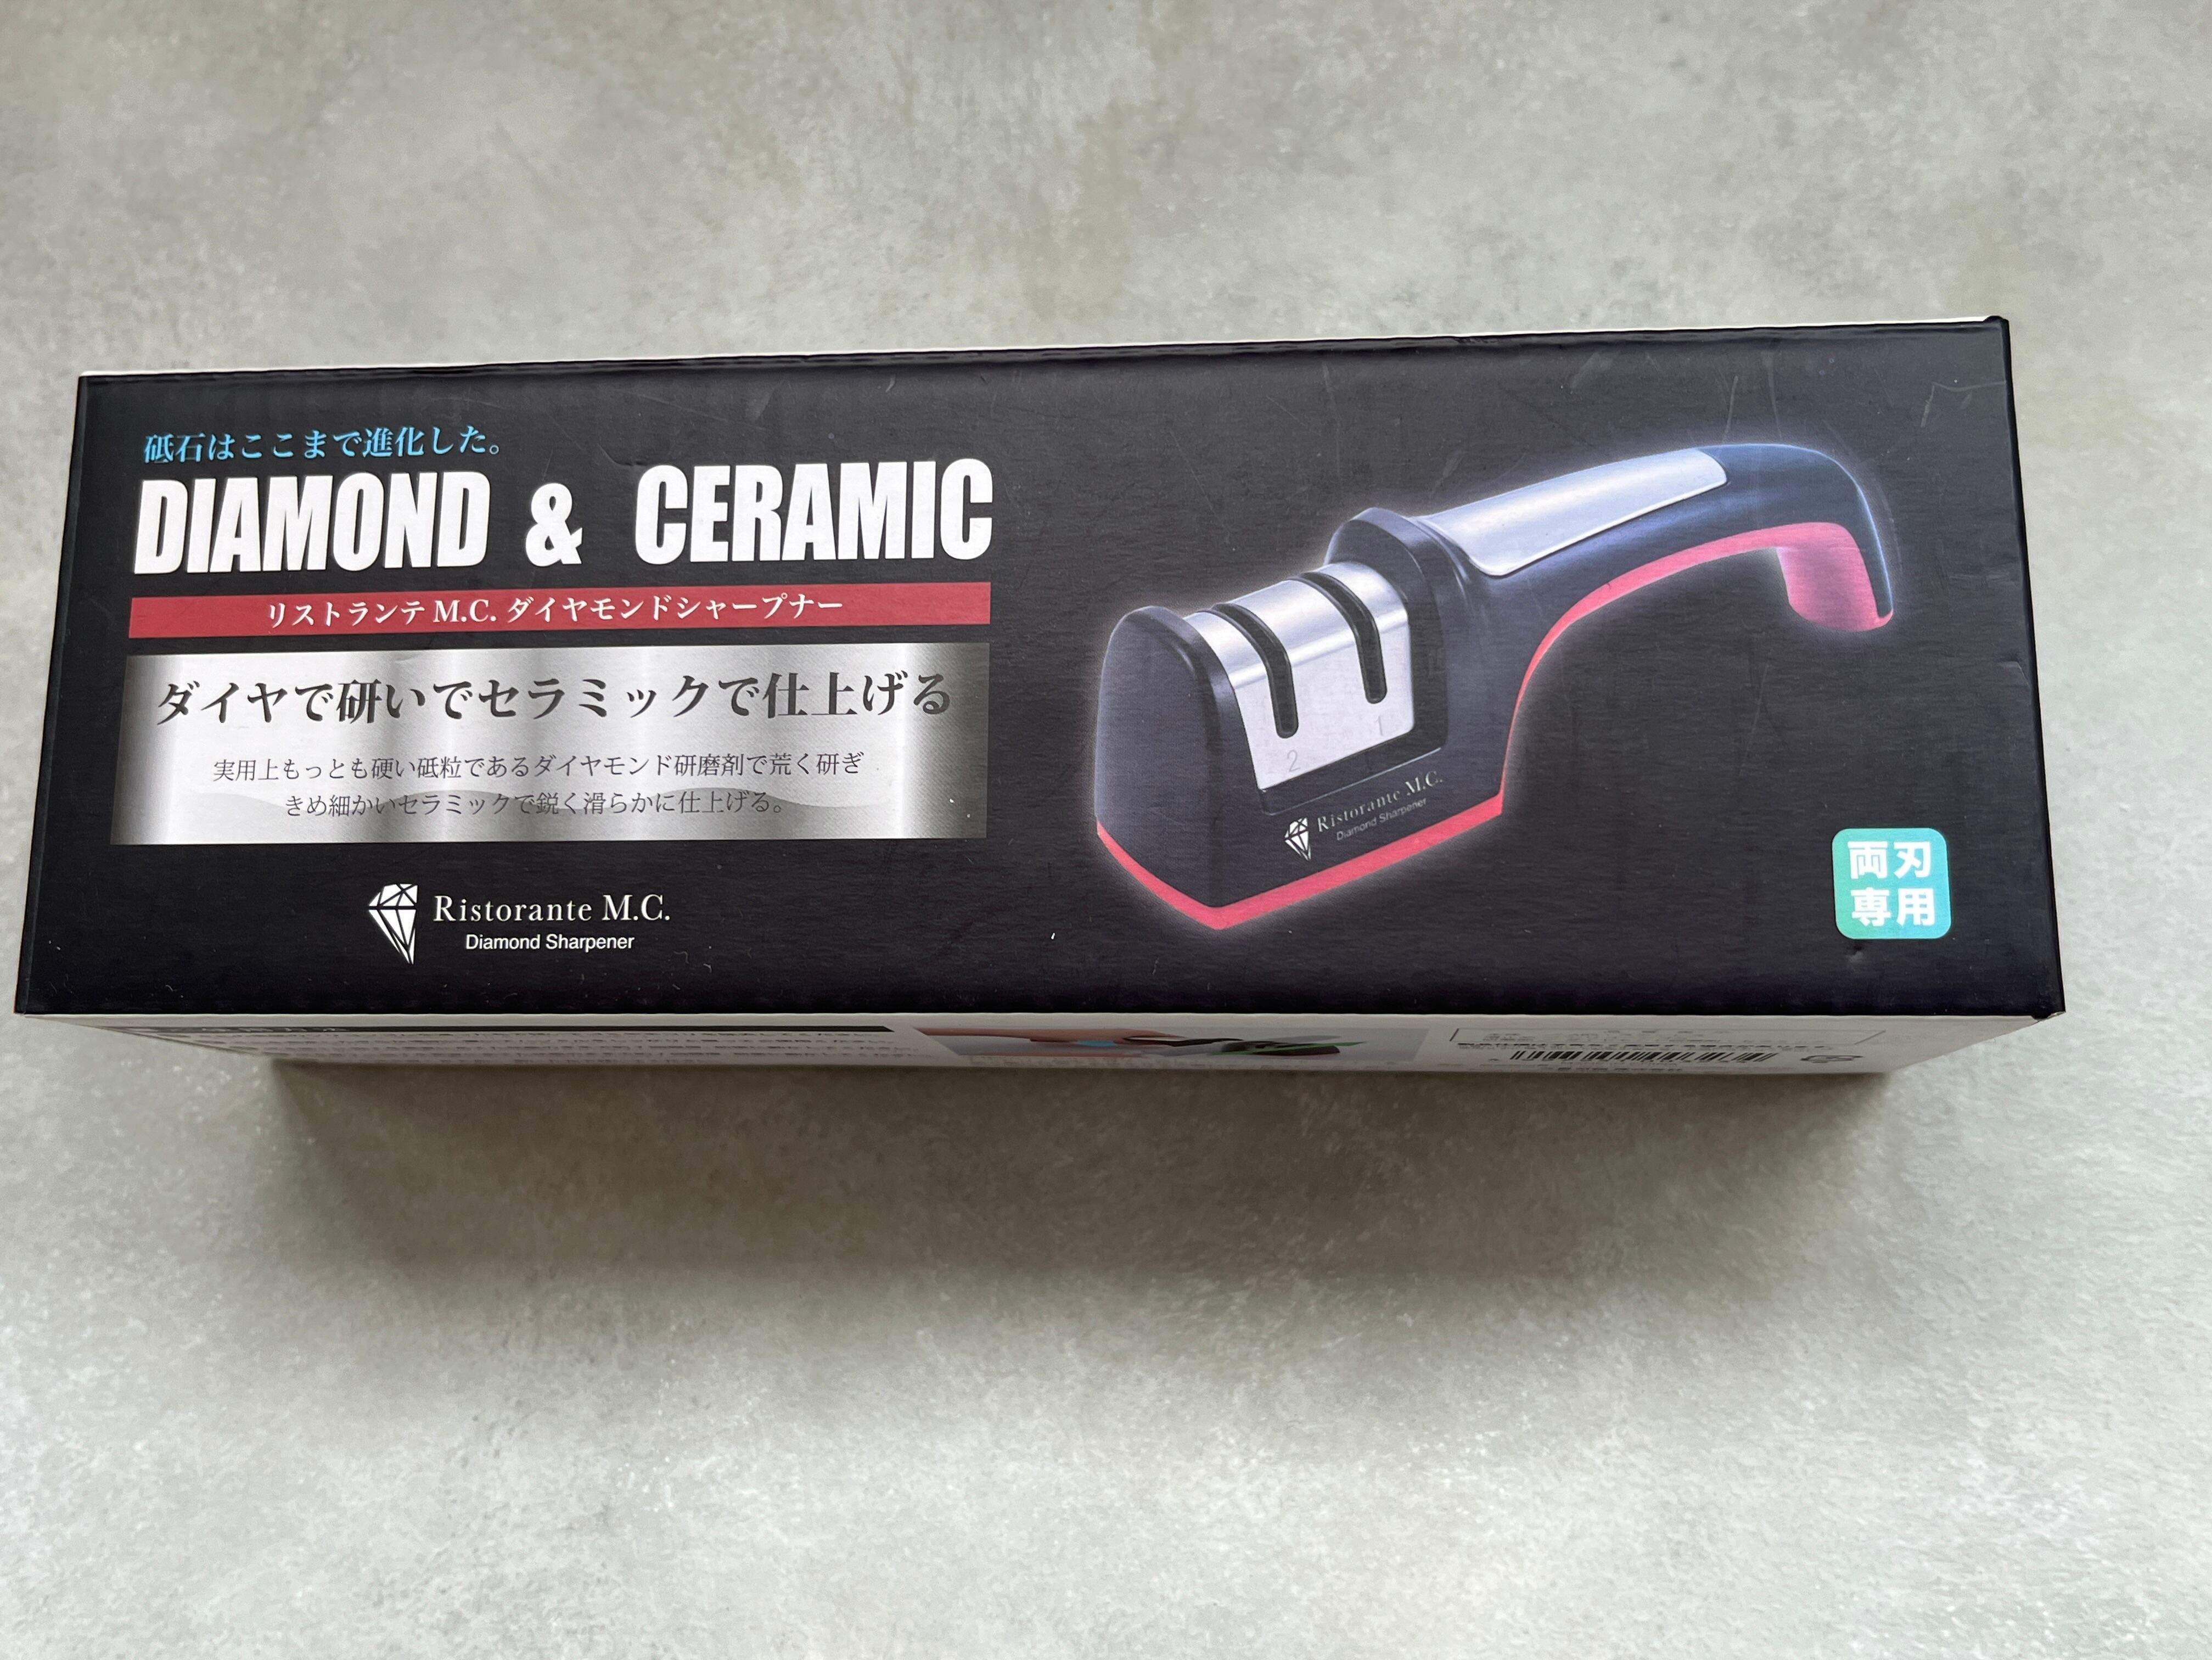 砥石はここまで進化した。
DIAMOND & CERAMIC
リストランテ M.C. ダイヤモンドシャープナー
ダイヤで研いでセラミックで仕上げる
実用上もっとも硬い砥粒であるダイヤモンド研磨剤で荒く研ぎ
きめ細かいセラミックで鋭く滑らかに仕上げる。
Ristorante M.C.
Diamond Sharpener
2 1
Ristorante M.C.
Diamond Sharpener
両刃
専用